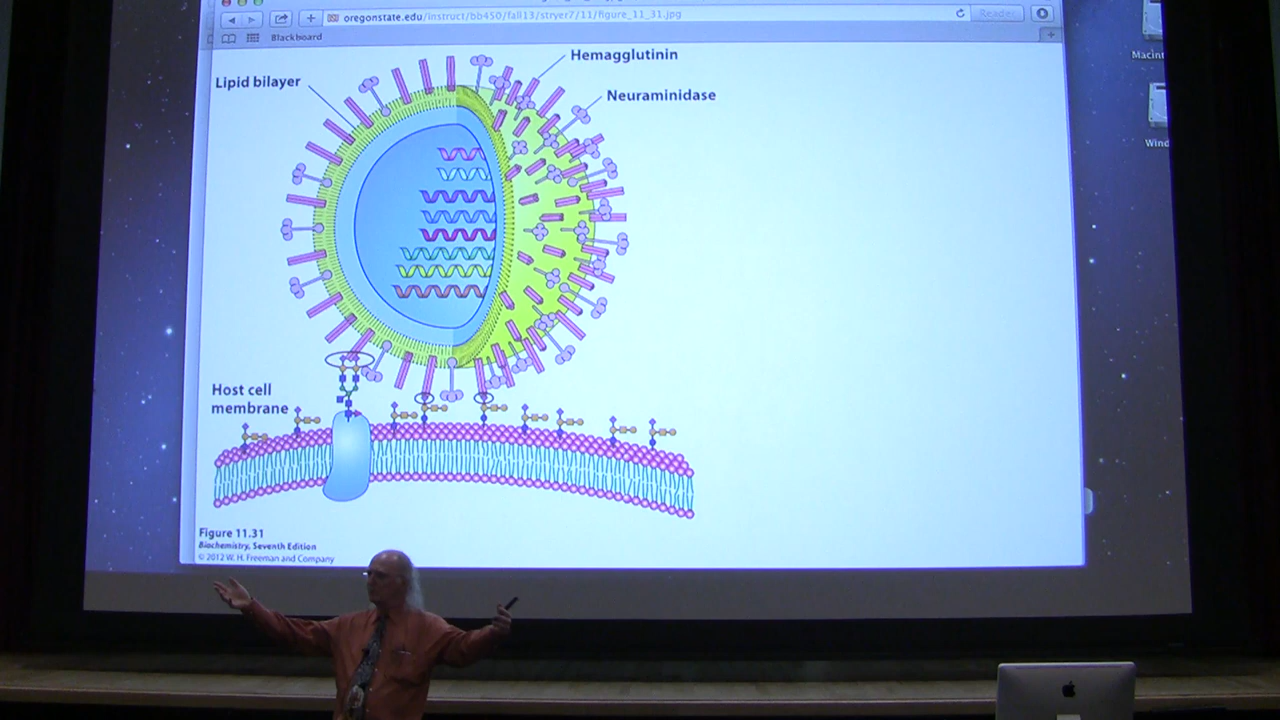 oregonstate.edu/instruct/bb450/fall13/stryer7/11/figure_11_31.jpg
Reader
Blackboard
Hemagglutinin
Lipid bilayer
Neuraminidase
Host cell
membrane
Figure 11.31
Biochemistry, Seventh Edition
© 2012 W. H. Freeman and Company
Macint
Wind